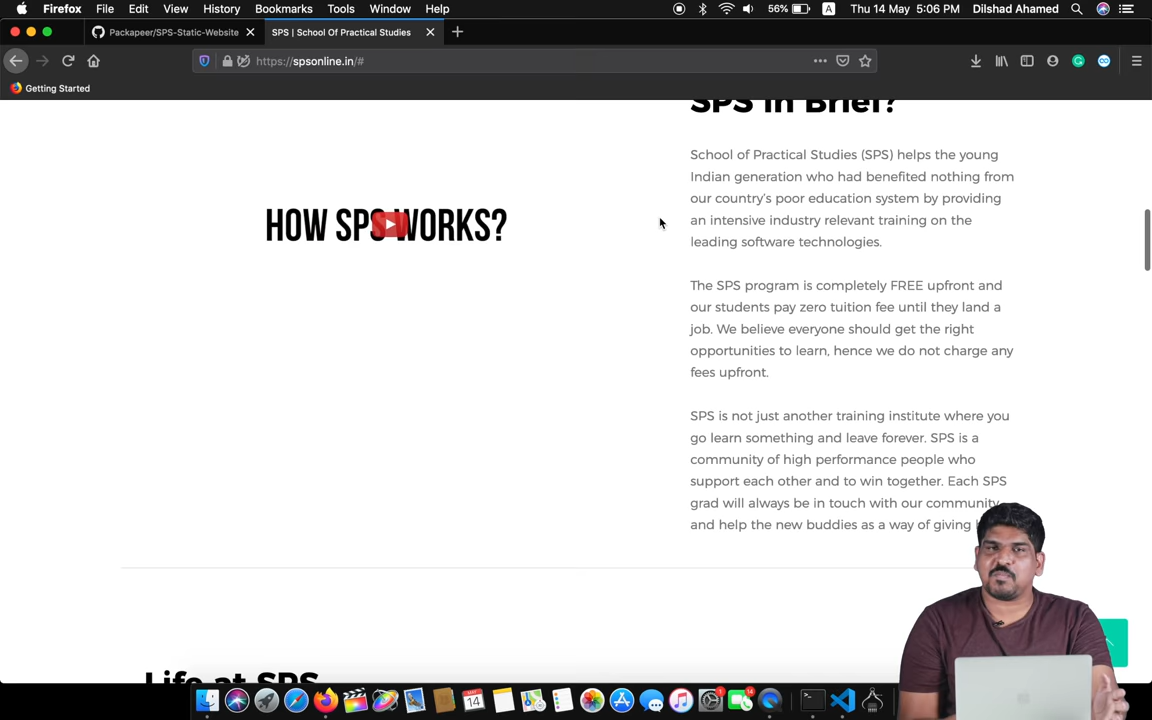 Firefox File Edit View History Bookmarks Tools Window Help 56% A Thu 14 May 5:06 PM Dilshad Ahamed
Packapeer/SPS-Static-Website SPS | School Of Practical Studies
https://spsonline.in/#
Getting Started
SPS in Brief?
School of Practical Studies (SPS) helps the young
Indian generation who had benefited nothing from
our country's poor education system by providing
an intensive industry relevant training on the
leading software technologies.
HOW SPS WORKS?
The SPS program is completely FREE upfront and
our students pay zero tuition fee until they land a
job. We believe everyone should get the right
opportunities to learn, hence we do not charge any
fees upfront.
SPS is not just another training institute where you
go learn something and leave forever. SPS is a
community of high performance people who
support each other and to win together. Each SPS
grad will always be in touch with our community
and help the new buddies as a way of giving
Life at SPS
14
1
14